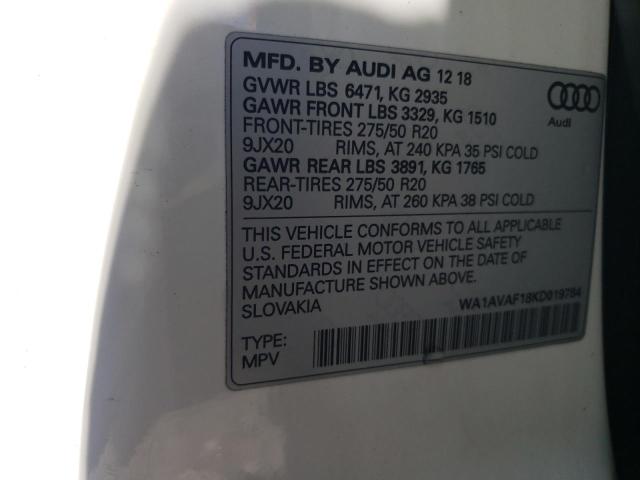 MFD. BY AUDI AG 12 18
GVWR LBS 6471, KG 2935
GAWR FRONT LBS 3329, KG 1510
FRONT-TIRES 275/50 R20
9JX20 RIMS, AT 240 KPA 35 PSI COLD
GAWR REAR LBS 3891, KG 1765
REAR-TIRES 275/50 R20
9JX20 RIMS, AT 260 KPA 38 PSI COLD
Audi
THIS VEHICLE CONFORMS TO ALL APPLICABLE
U.S. FEDERAL MOTOR VEHICLE SAFETY
STANDARDS IN EFFECT ON THE DATE OF
MANUFACTURE SHOWN ABOVE.
SLOVAKIA
WA1AVAF18KD019784
TYPE:
MPV